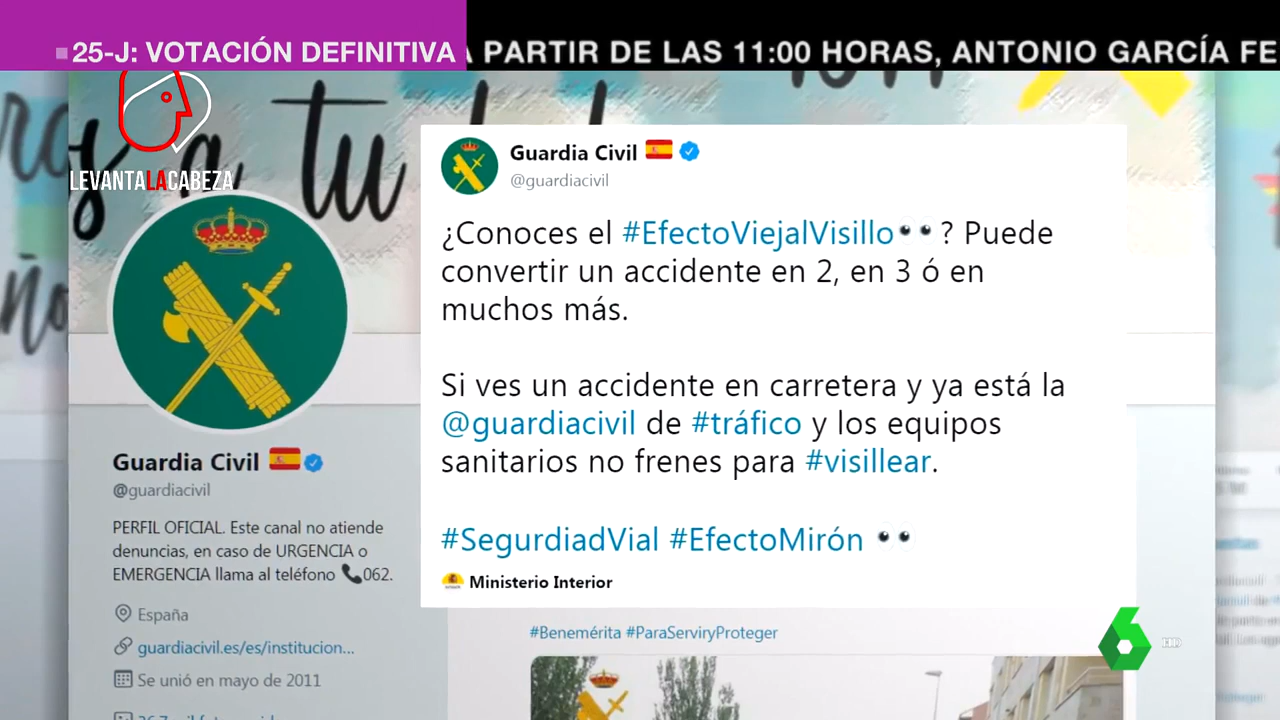 25-J: VOTACIÓN DEFINITIVA A PARTIR DE LAS 11:00 HORAS, ANTONIO GARCÍA FE
a tu
LEVANTALACABEZA
Guardia Civil
@guardiacivil
¿Conoces el #EfectoViejalVisillo👀? Puede
convertir un accidente en 2, en 3 ó en
muchos más.
Si ves un accidente en carretera y ya está la
@guardiacivil de #tráfico y los equipos
sanitarios no frenes para #visillear.
#SegurdiadVial #EfectoMirón 👀
Ministerio Interior
Guardia Civil
@guardiacivil
PERFIL OFICIAL. Este canal no atiende
denuncias, en caso de URGENCIA o
EMERGENCIA llama al teléfono 📞062.
España
guardiacivil.es/es/institucion...
Se unió en mayo de 2011
#Benemérita #ParaServiryProteger
6
HD